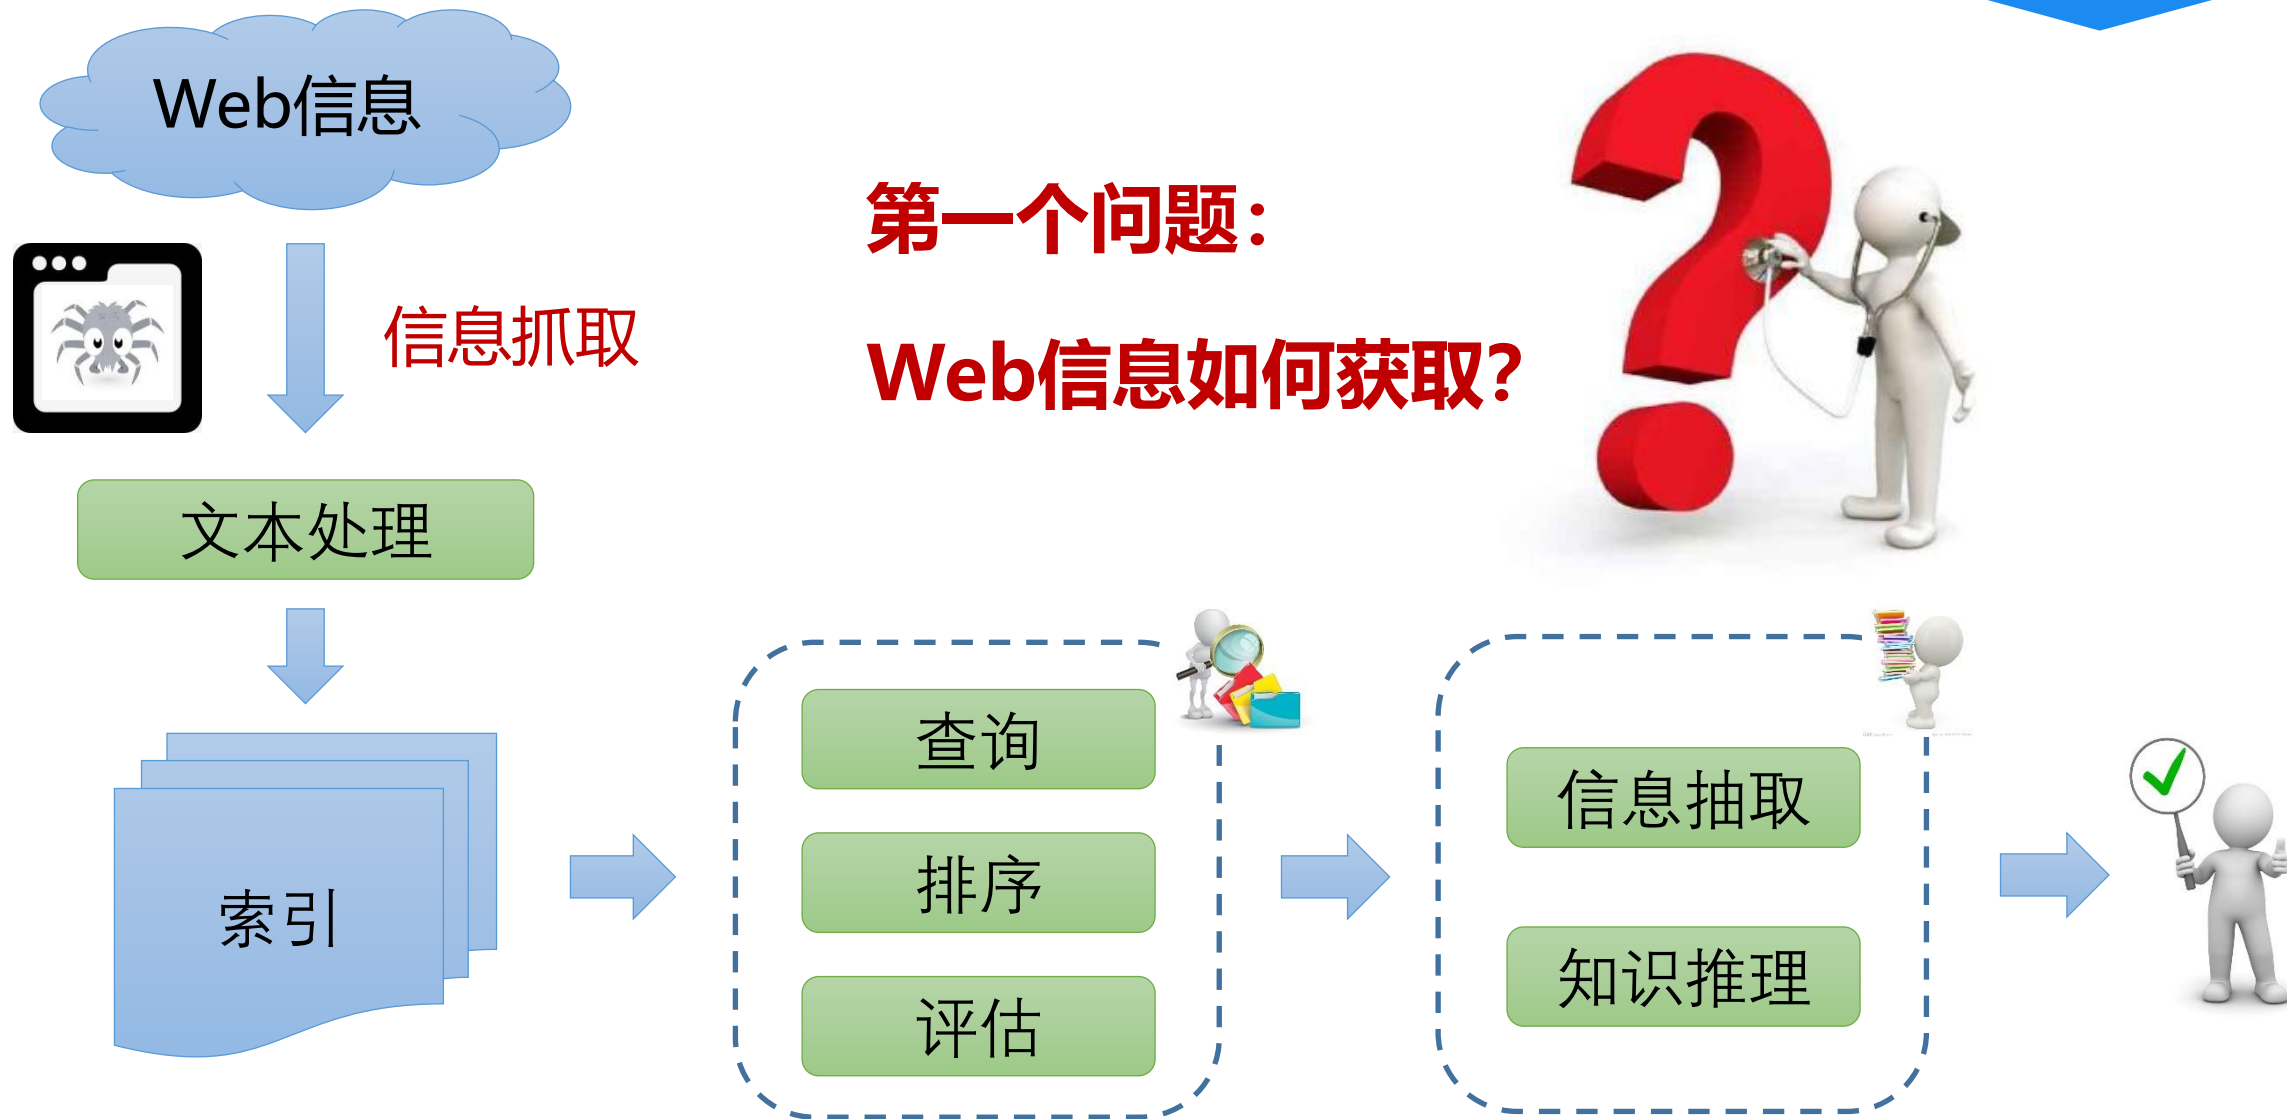 Web信息
第一个问题：
信息抓取
Web信息如何获取？
文本处理
索引
查询
排序
评估
信息抽取
知识推理